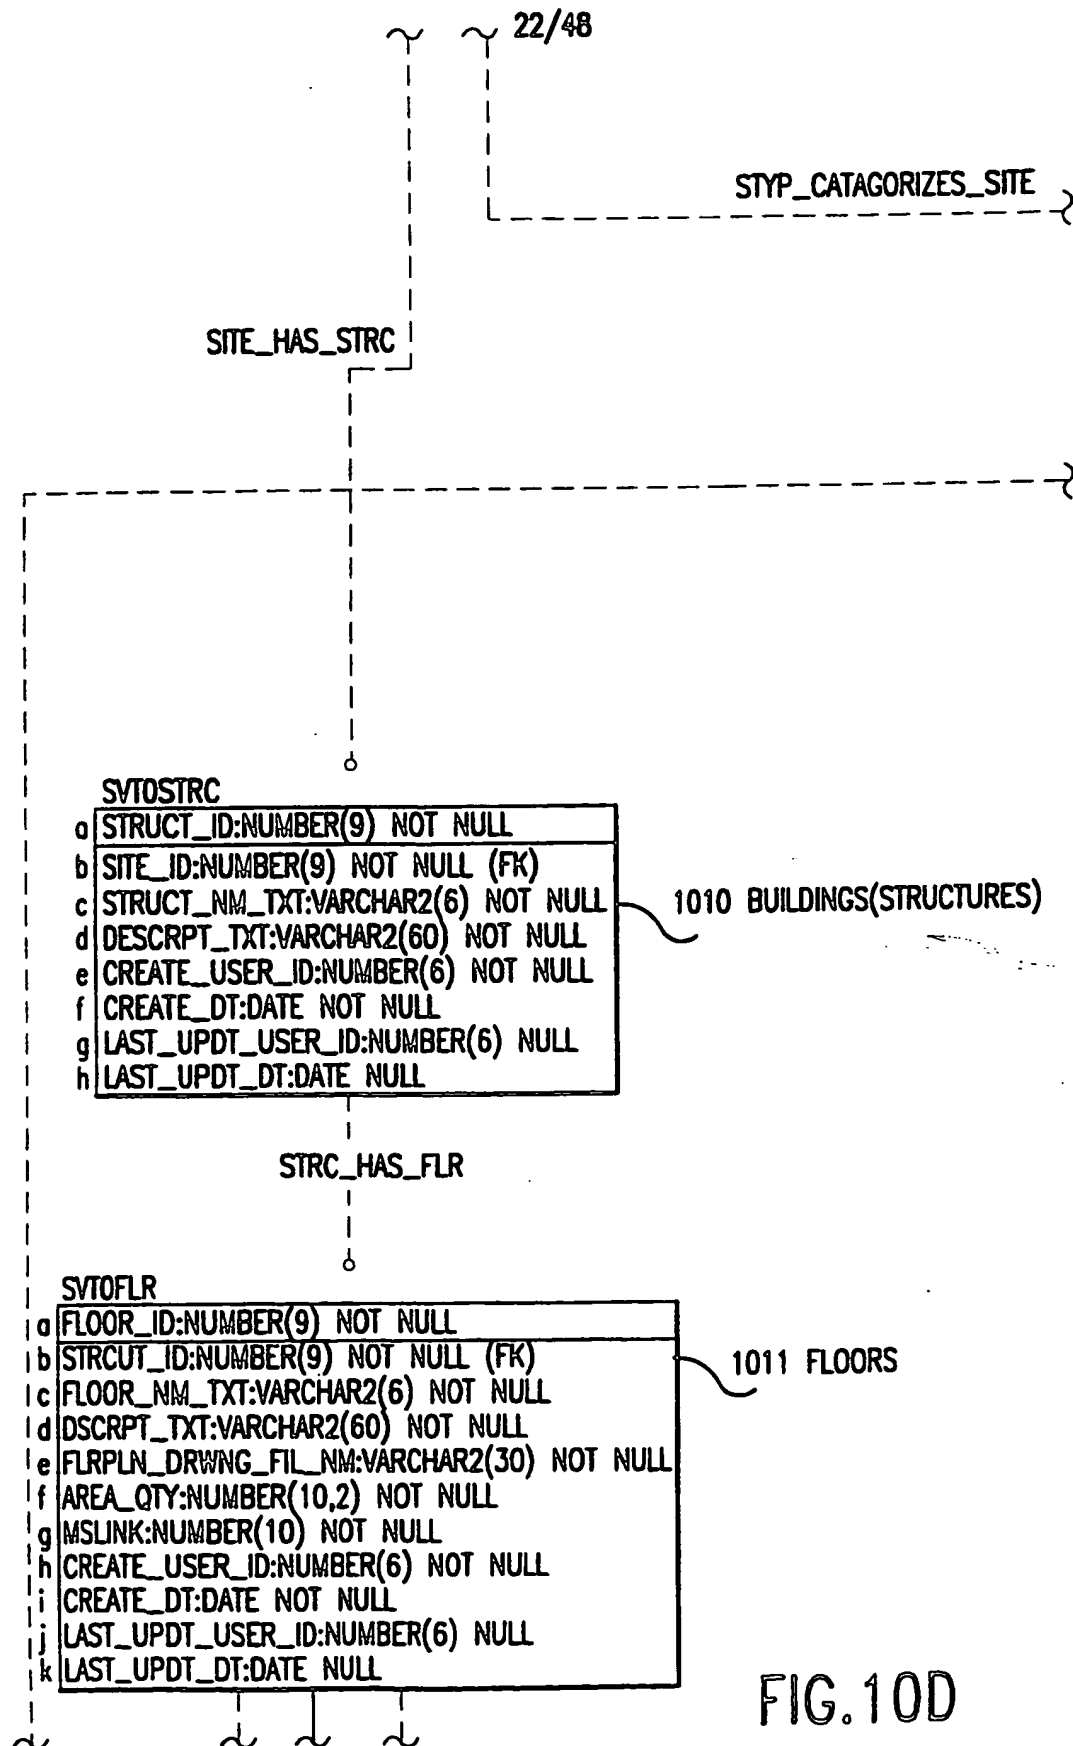 22/48
STYP_CATAGORIZES_SITE
SITE_HAS_STRC
SVTOSTRC
a STRUCT_ID:NUMBER(9) NOT NULL
b SITE_ID:NUMBER(9) NOT NULL (FK)
c STRUCT_NM_TXT:VARCHAR2(6) NOT NULL
1010 BUILDINGS(STRUCTURES)
d DESCRPT_TXT:VARCHAR2(60) NOT NULL
e CREATE_USER_ID:NUMBER(6) NOT NULL
f CREATE_DT:DATE NOT NULL
g LAST_UPDT_USER_ID:NUMBER(6) NULL
h LAST_UPDT_DT:DATE NULL
STRC_HAS_FLR
SVTOFLR
a FLOOR_ID:NUMBER(9) NOT NULL
b STRCUT_ID:NUMBER(9) NOT NULL (FK)
1011 FLOORS
c FLOOR_NM_TXT:VARCHAR2(6) NOT NULL
d DSCRPT_TXT:VARCHAR2(60) NOT NULL
e FLRPLN_DRWNG_FIL_NM:VARCHAR2(30) NOT NULL
f AREA_QTY:NUMBER(10,2) NOT NULL
g MSLINK:NUMBER(10) NOT NULL
h CREATE_USER_ID:NUMBER(6) NOT NULL
i CREATE_DT:DATE NOT NULL
j LAST_UPDT_USER_ID:NUMBER(6) NULL
k LAST_UPDT_DT:DATE NULL
FIG.10D